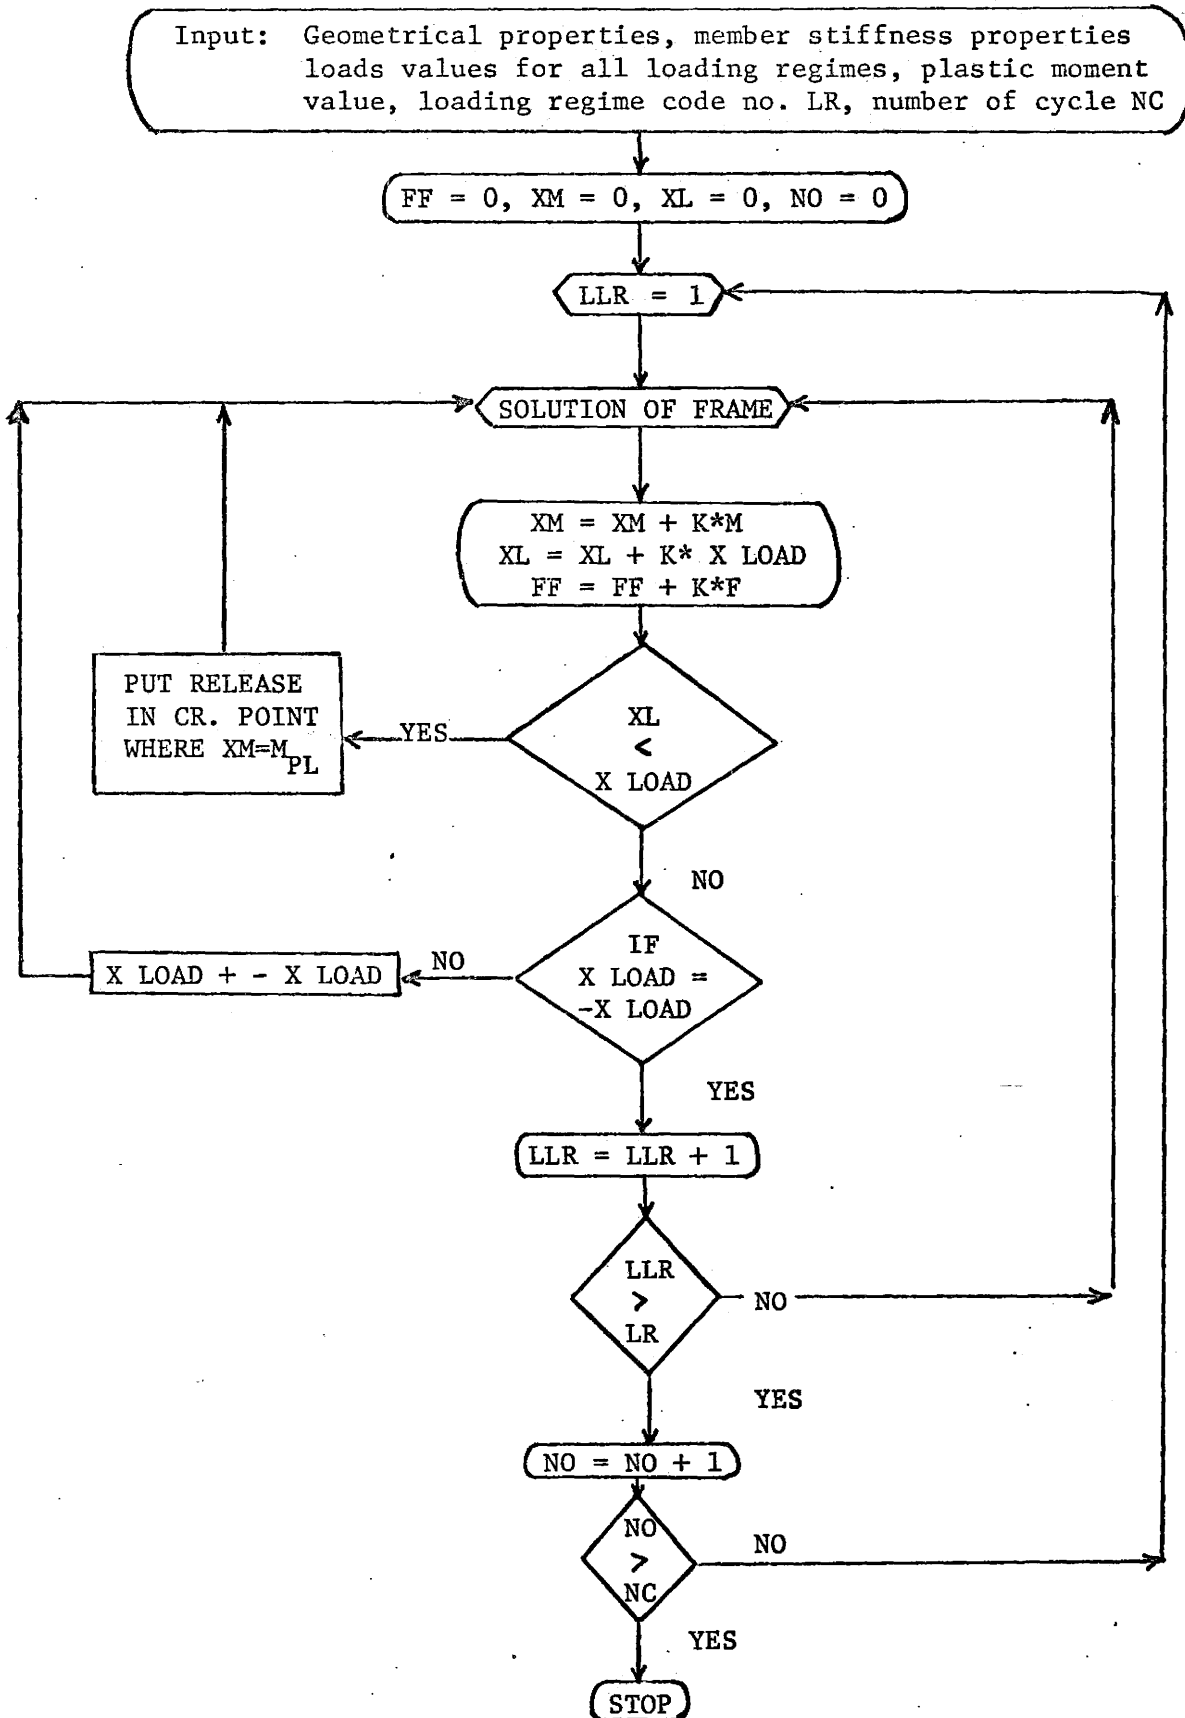 Input: Geometrical properties, member stiffness properties
loads values for all loading regimes, plastic moment
value, loading regime code no. LR, number of cycle NC
FF = 0, XM = 0, XL = 0, NO = 0
LLR = 1
SOLUTION OF FRAME
XM = XM + K*M
XL = XL + K* X LOAD
FF = FF + K*F
PUT RELEASE
IN CR. POINT
WHERE XM=M
PL
YES
XL
<
X LOAD
NO
IF
X LOAD =
-X LOAD
NO
X LOAD + - X LOAD
YES
LLR = LLR + 1
LLR
>
LR
NO
YES
NO = NO + 1
NO
>
NC
NO
YES
STOP